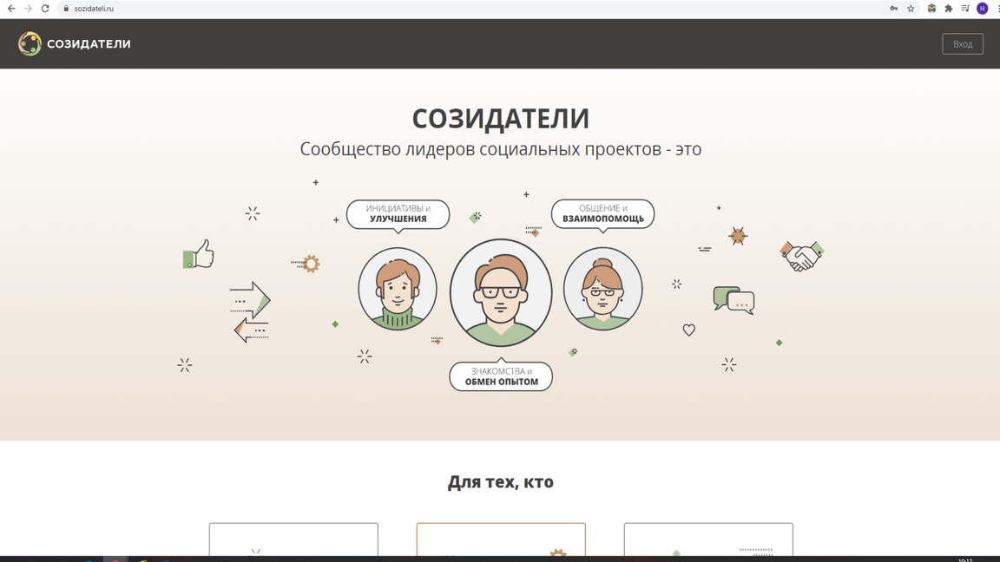 sozidateli.ru
H
СОЗИДАТЕЛИ
Вход
СОЗИДАТЕЛИ
Сообщество лидеров социальных проектов - это
ИНИЦИАТИВЫ и
УЛУЧШЕНИЯ
ОБЩЕНИЕ и
ВЗАИМОПОМОЩЬ
ЗНАКОМСТВА и
ОБМЕН ОПЫТОМ
Для тех, кто